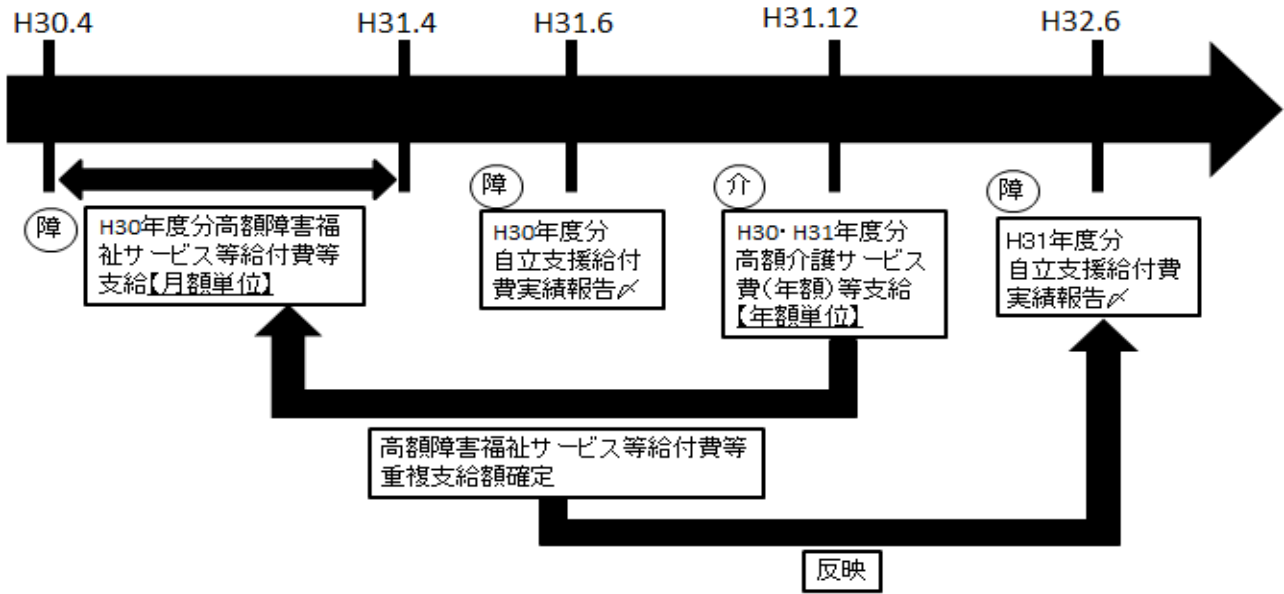 H30.4
H31.4
H31.6
H31.12
H32.6
障
H30年度分高額障害福
祉サービス等給付費等
支給【月額単位】
障
H30年度分
自立支援給付
費実績報告〆
介
H30・H31年度分
高額介護サービス
費(年額)等支給
【年額単位】
障
H31年度分
自立支援給付費
実績報告〆
高額障害福祉サービス等給付費等
重複支給額確定
反映